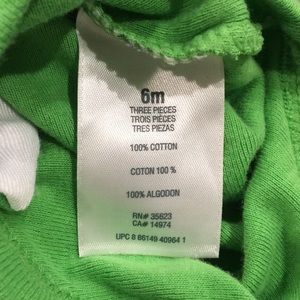 6m
THREE PIECES
TROIS PIÈCES
TRES PIEZAS
100% COTTON
COTON 100 %
100% ALGODON
RN# 35623
CA# 14974
UPC 8 86149 40964 1